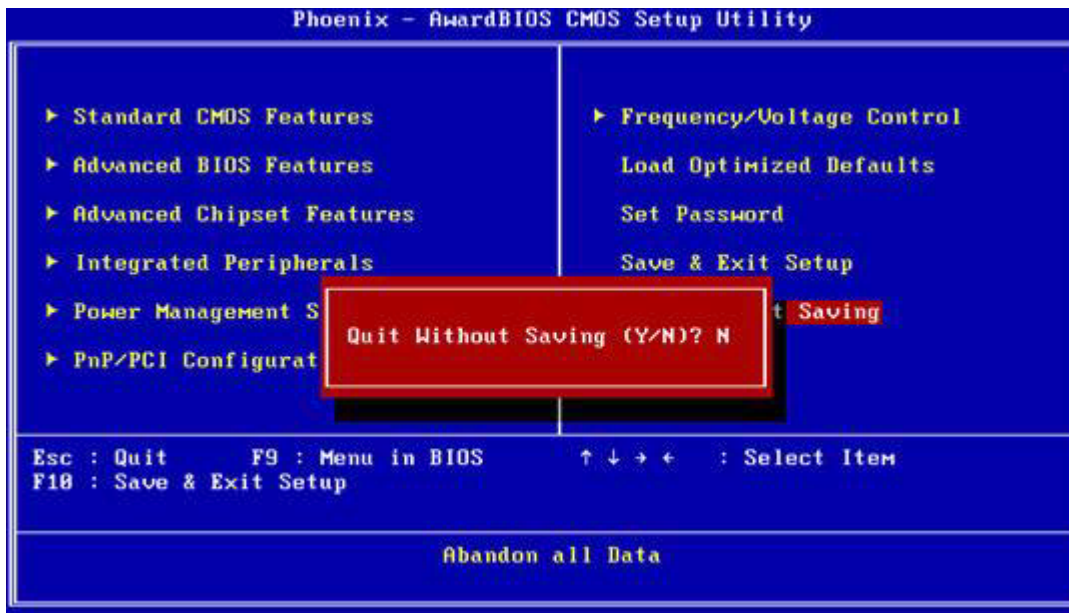 Phoenix - AwardBIOS CMOS Setup Utility
► Standard CMOS Features
► Advanced BIOS Features
► Advanced Chipset Features
► Integrated Peripherals
► Power Management S
► PnP/PCI Configurat
► Frequency/Voltage Control
Load Optimized Defaults
Set Password
Save & Exit Setup
t Saving
Quit Without Saving (Y/N)? N
Esc : Quit F9 : Menu in BIOS ↑ ↓ → ← : Select Item
F10 : Save & Exit Setup
Abandon all Data